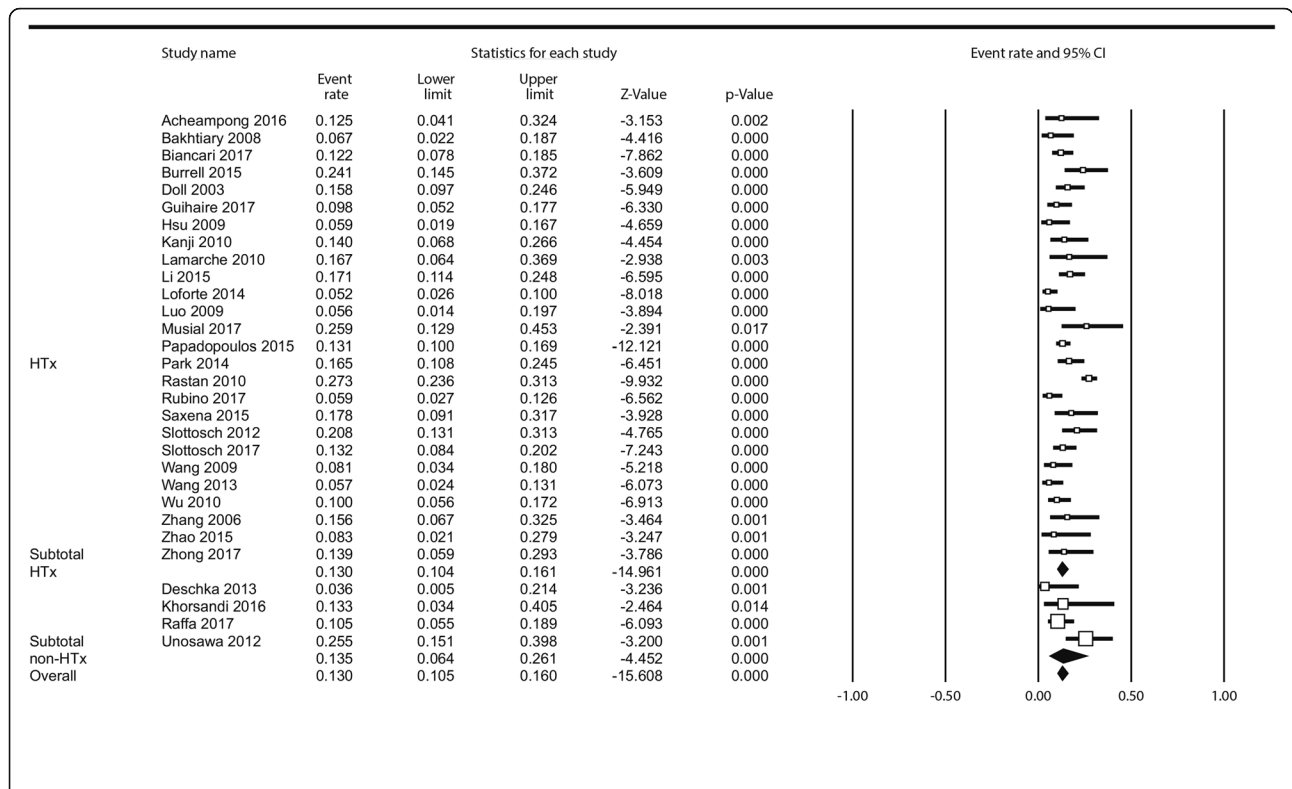 Study name Statistics for each study Event rate and 95% CI
Event Lower Upper
rate limit limit Z-Value p-Value
Acheampong 2016 0.125 0.041 0.324 -3.153 0.002
Bakhtiary 2008 0.067 0.022 0.187 -4.416 0.000
Biancari 2017 0.122 0.078 0.185 -7.862 0.000
Burrell 2015 0.241 0.145 0.372 -3.609 0.000
Doll 2003 0.158 0.097 0.246 -5.949 0.000
Guihaire 2017 0.098 0.052 0.177 -6.330 0.000
Hsu 2009 0.059 0.019 0.167 -4.659 0.000
Kanji 2010 0.140 0.068 0.266 -4.454 0.000
Lamarche 2010 0.167 0.064 0.369 -2.938 0.003
Li 2015 0.171 0.114 0.248 -6.595 0.000
Loforte 2014 0.052 0.026 0.100 -8.018 0.000
Luo 2009 0.056 0.014 0.197 -3.894 0.000
Musial 2017 0.259 0.129 0.453 -2.391 0.017
Papadopoulos 2015 0.131 0.100 0.169 -12.121 0.000
HTx Park 2014 0.165 0.108 0.245 -6.451 0.000
Rastan 2010 0.273 0.236 0.313 -9.932 0.000
Rubino 2017 0.059 0.027 0.126 -6.562 0.000
Saxena 2015 0.178 0.091 0.317 -3.928 0.000
Slottosch 2012 0.208 0.131 0.313 -4.765 0.000
Slottosch 2017 0.132 0.084 0.202 -7.243 0.000
Wang 2009 0.081 0.034 0.180 -5.218 0.000
Wang 2013 0.057 0.024 0.131 -6.073 0.000
Wu 2010 0.100 0.056 0.172 -6.913 0.000
Zhang 2006 0.156 0.067 0.325 -3.464 0.001
Zhao 2015 0.083 0.021 0.279 -3.247 0.001
Subtotal Zhong 2017 0.139 0.059 0.293 -3.786 0.000
HTx 0.130 0.104 0.161 -14.961 0.000
Deschka 2013 0.036 0.005 0.214 -3.236 0.001
Khorsandi 2016 0.133 0.034 0.405 -2.464 0.014
Raffa 2017 0.105 0.055 0.189 -6.093 0.000
Subtotal Unosawa 2012 0.255 0.151 0.398 -3.200 0.001
non-HTx 0.135 0.064 0.261 -4.452 0.000
Overall 0.130 0.105 0.160 -15.608 0.000
-1.00 -0.50 0.00 0.50 1.00